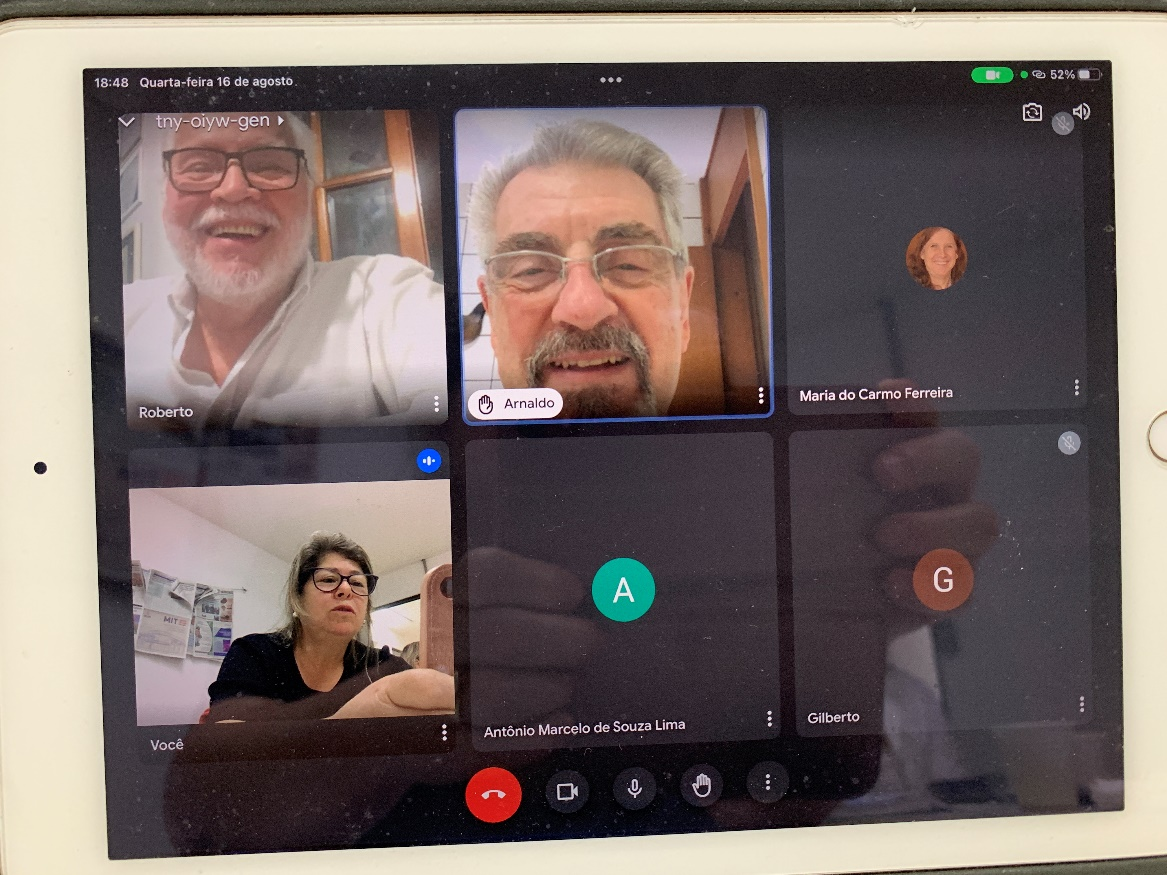 18:48 Quarta-feira 16 de agosto
52%
tny-oiyw-gen
Roberto
Arnaldo
Maria do Carmo Ferreira
MIT
Você
A
Antônio Marcelo de Souza Lima
G
Gilberto